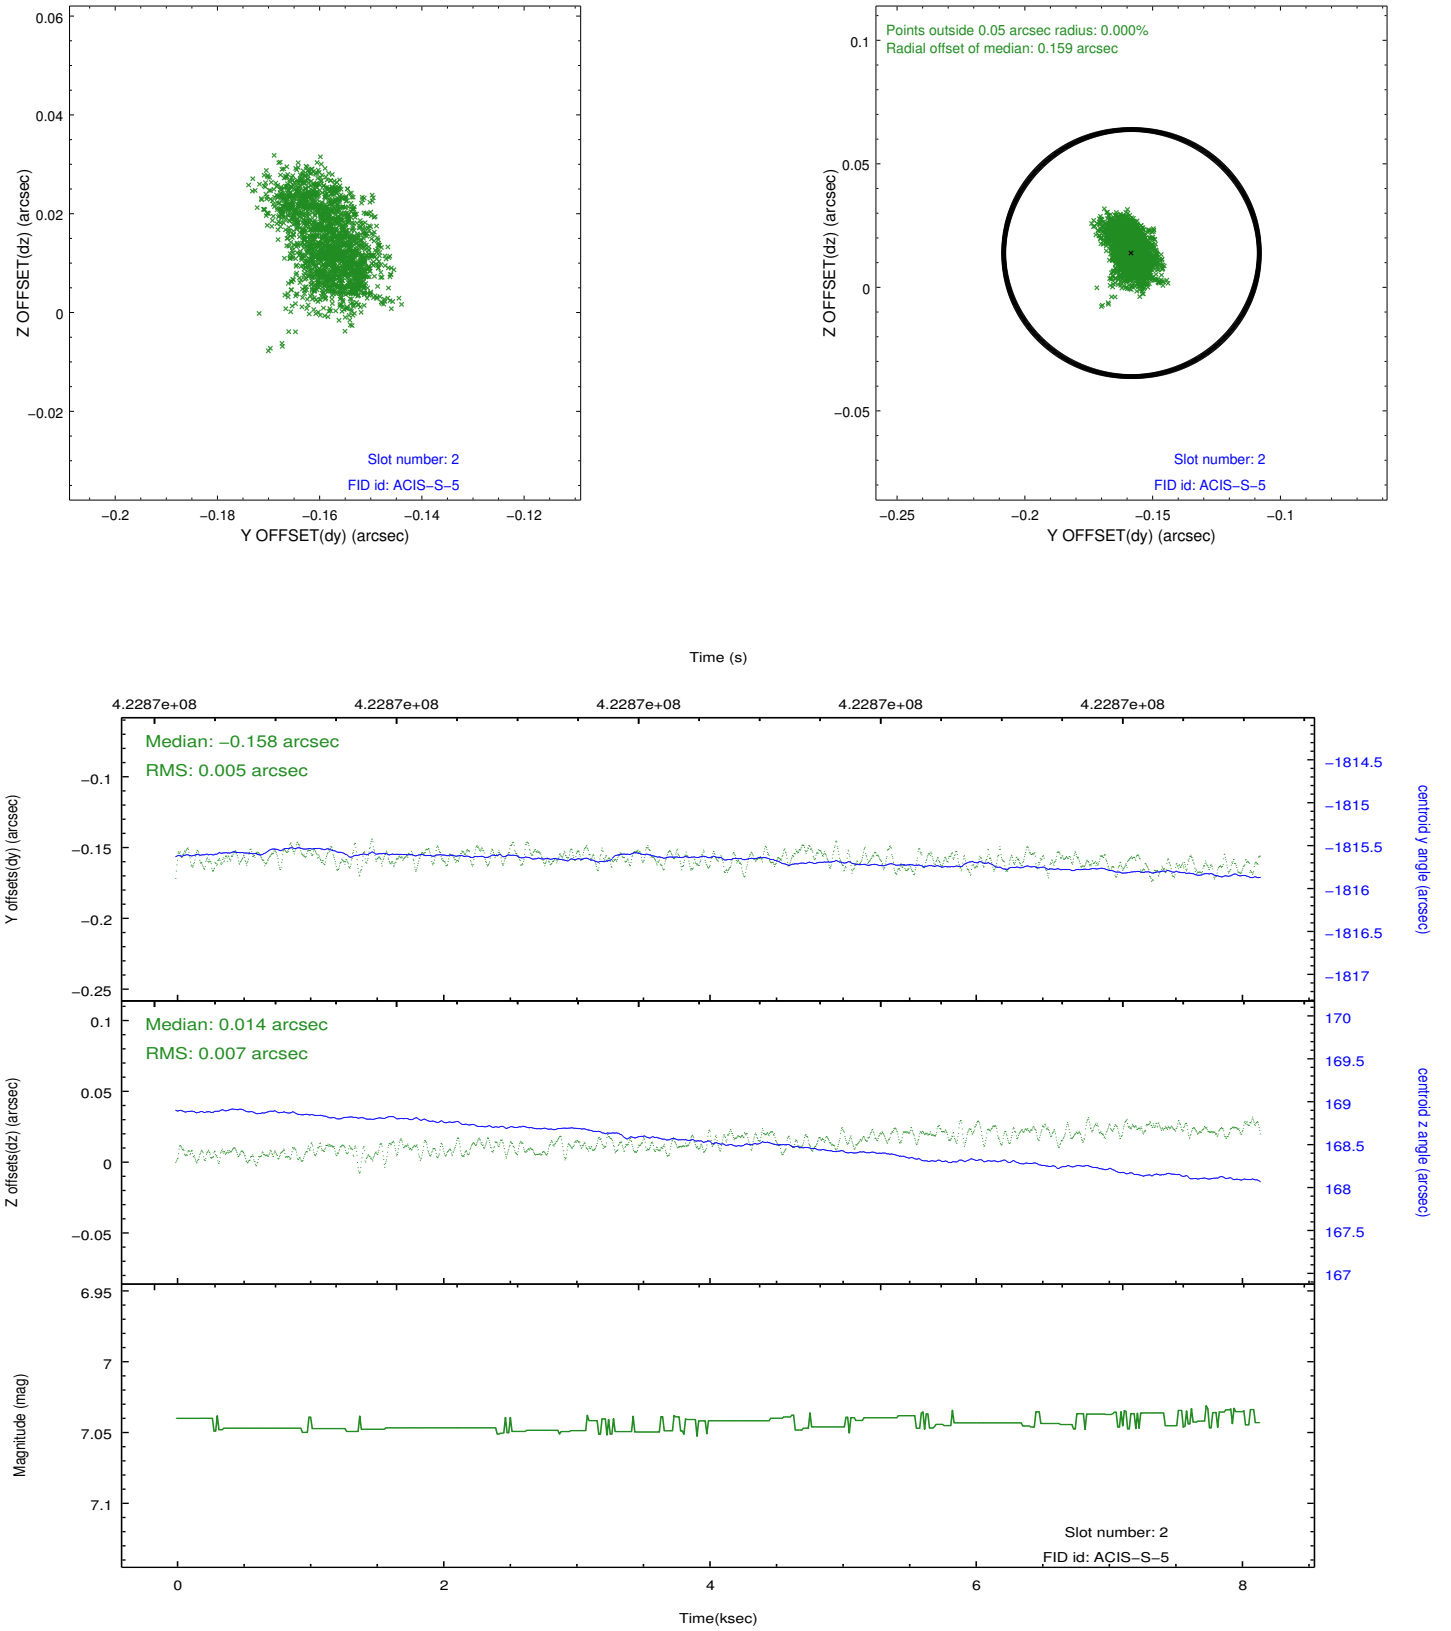 0.06
0.04
0.02
0
−0.02
Z OFFSET(dz) (arcsec)
Slot number: 2
FID id: ACIS−S−5
−0.2
−0.18
−0.16
−0.14
−0.12
Y OFFSET(dy) (arcsec)
Points outside 0.05 arcsec radius: 0.000%
Radial offset of median: 0.159 arcsec
0.1
0.05
0
−0.05
Z OFFSET(dz) (arcsec)
Slot number: 2
FID id: ACIS−S−5
−0.25
−0.2
−0.15
−0.1
Y OFFSET(dy) (arcsec)
Time (s)
4.2287e+08
4.2287e+08
4.2287e+08
4.2287e+08
4.2287e+08
Median: −0.158 arcsec
RMS: 0.005 arcsec
−0.1
−0.15
−0.2
−0.25
Y offsets(dy) (arcsec)
−1814.5
−1815
−1815.5
−1816
−1816.5
−1817
centroid y angle (arcsec)
Median: 0.014 arcsec
RMS: 0.007 arcsec
0.1
0.05
0
−0.05
Z offsets(dz) (arcsec)
170
169.5
169
168.5
168
167.5
167
centroid z angle (arcsec)
6.95
7
7.05
7.1
Magnitude (mag)
Slot number: 2
FID id: ACIS−S−5
0
2
4
6
8
Time(ksec)